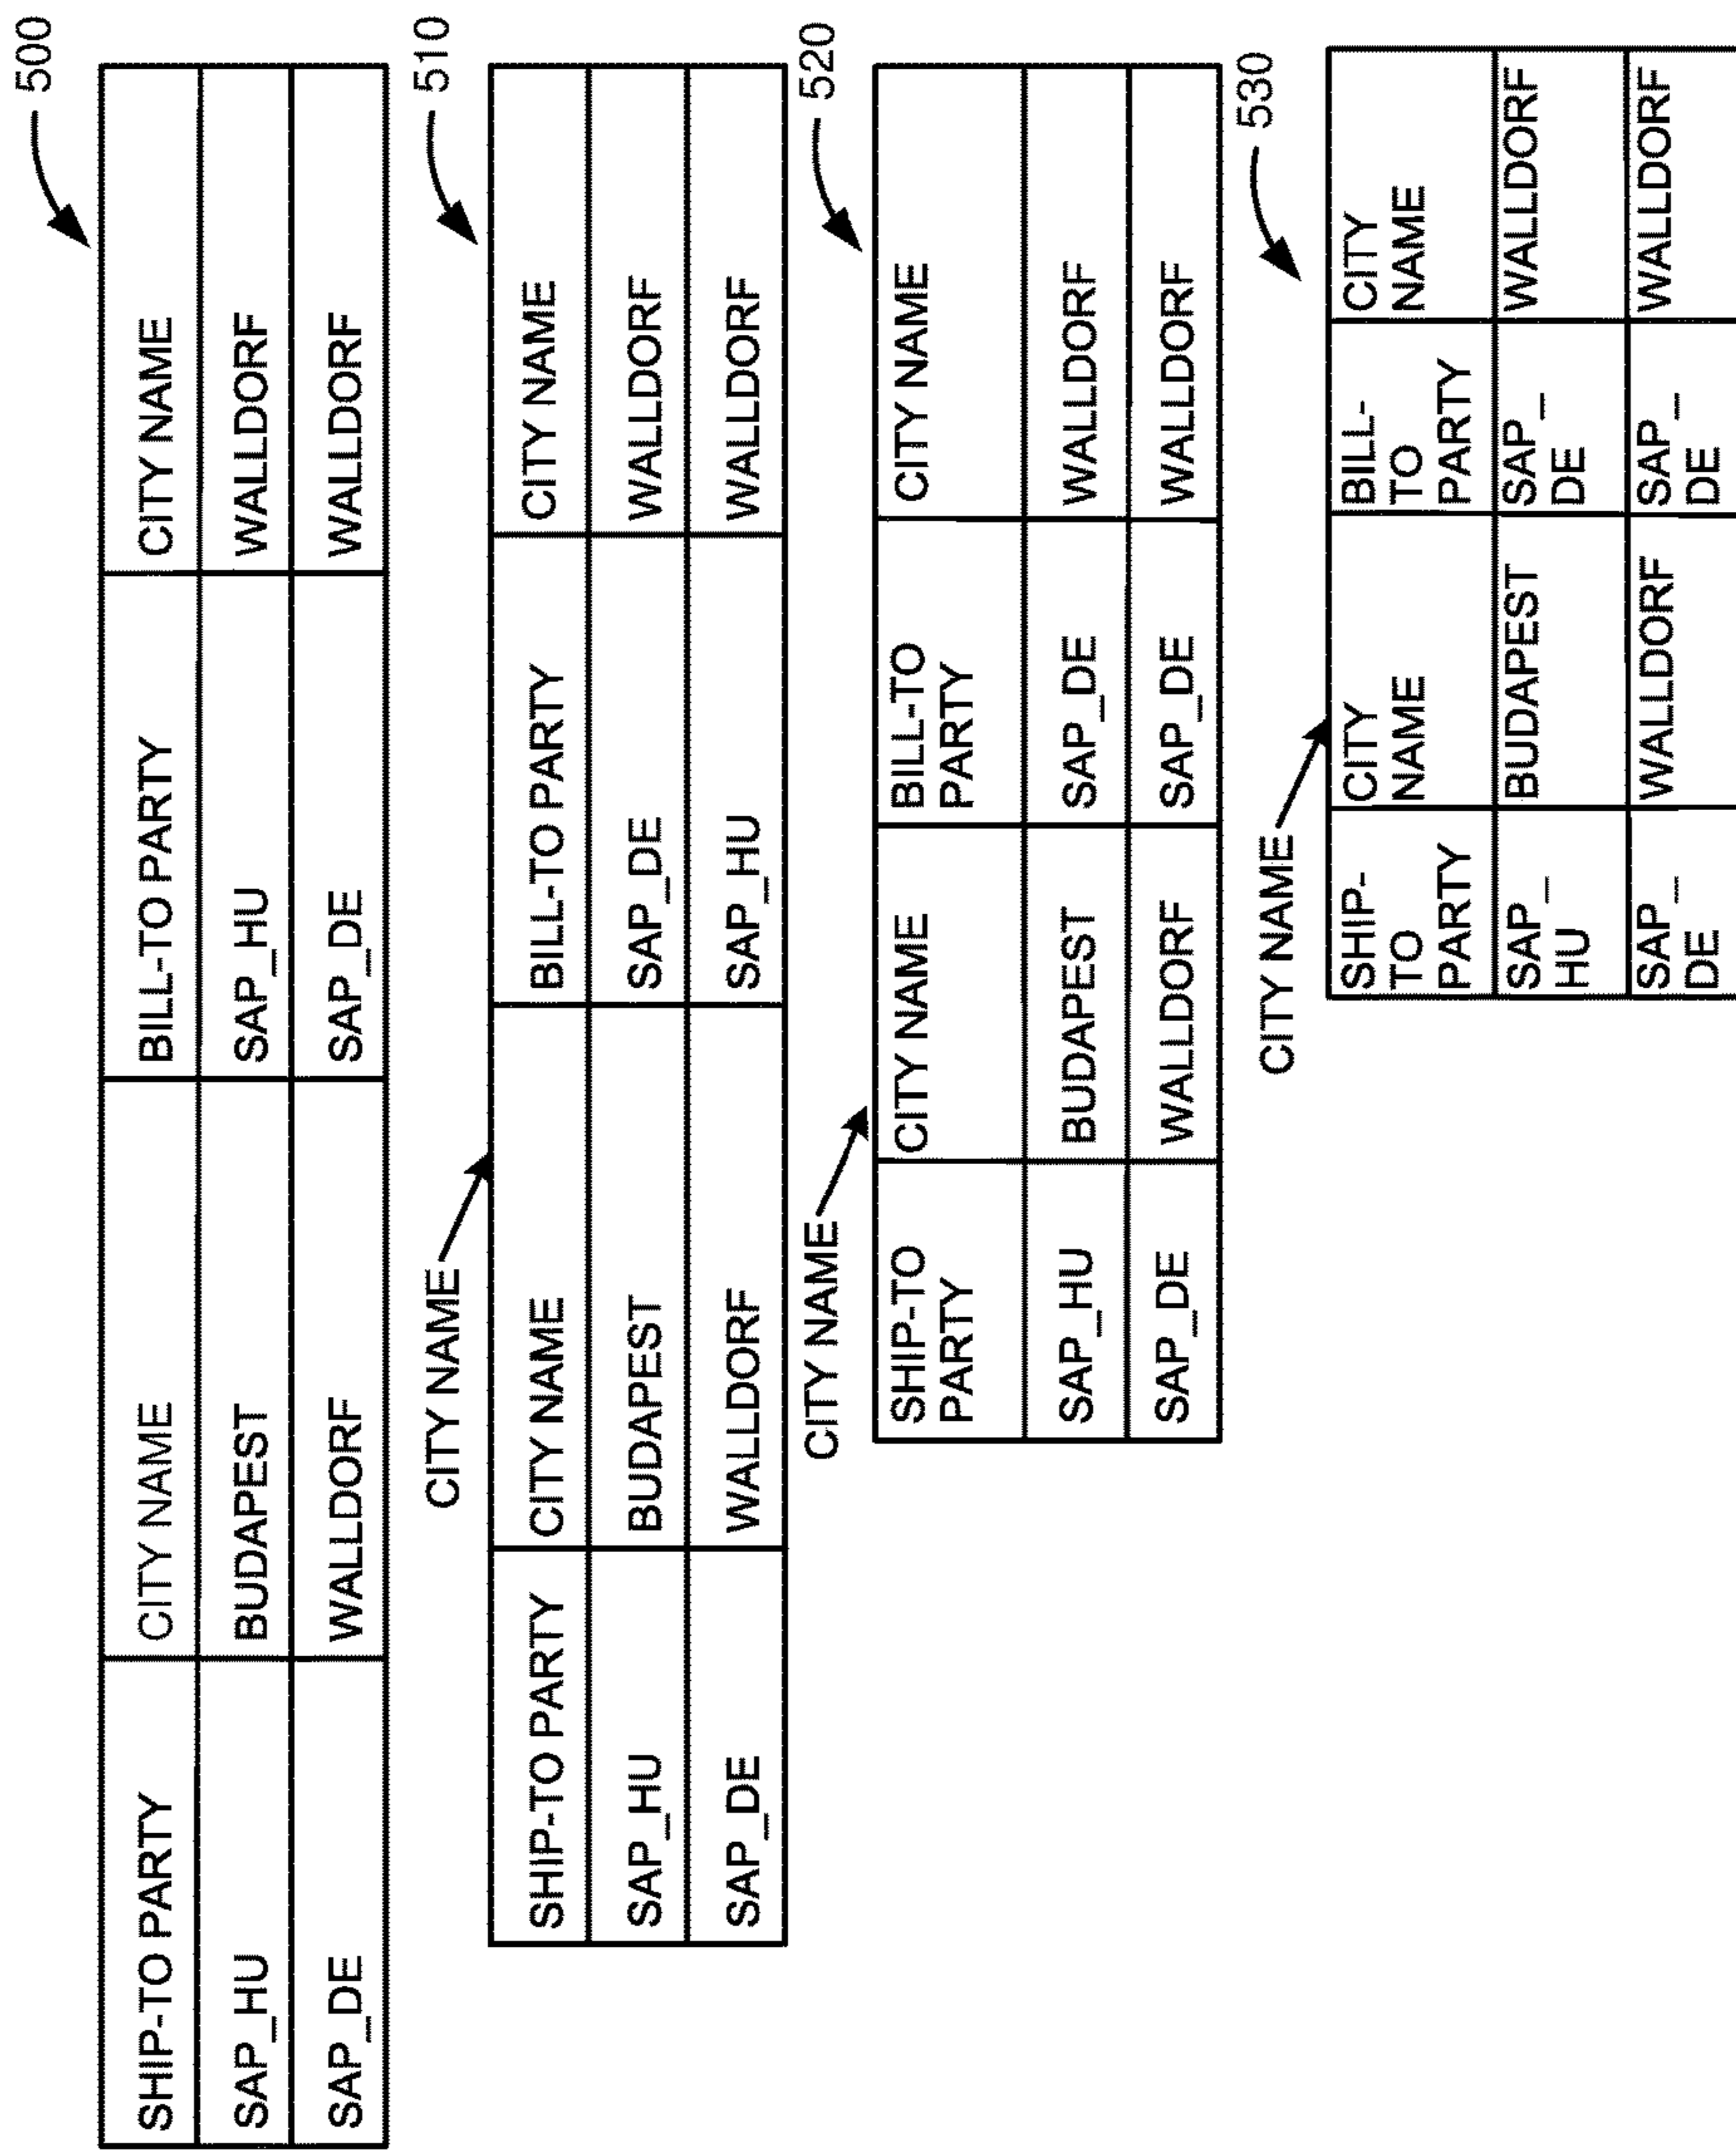 500
SHIP-TO PARTY CITY NAME BILL-TO PARTY CITY NAME
SAP_HU BUDAPEST SAP_HU WALLDORF
SAP_DE WALLDORF SAP_DE WALLDORF
510
CITY NAME
SHIP-TO PARTY CITY NAME BILL-TO PARTY CITY NAME
SAP_HU BUDAPEST SAP_DE WALLDORF
SAP_DE WALLDORF SAP_HU WALLDORF
520
CITY NAME
SHIP-TO CITY NAME BILL-TO CITY NAME
PARTY PARTY
SAP_HU BUDAPEST SAP_DE WALLDORF
SAP_DE WALLDORF SAP_DE WALLDORF
530
CITY NAME
SHIP- CITY BILL- CITY
TO NAME TO NAME
PARTY PARTY
SAP_ BUDAPEST SAP_ WALLDORF
HU DE
SAP_ WALLDORF SAP_ WALLDORF
DE DE